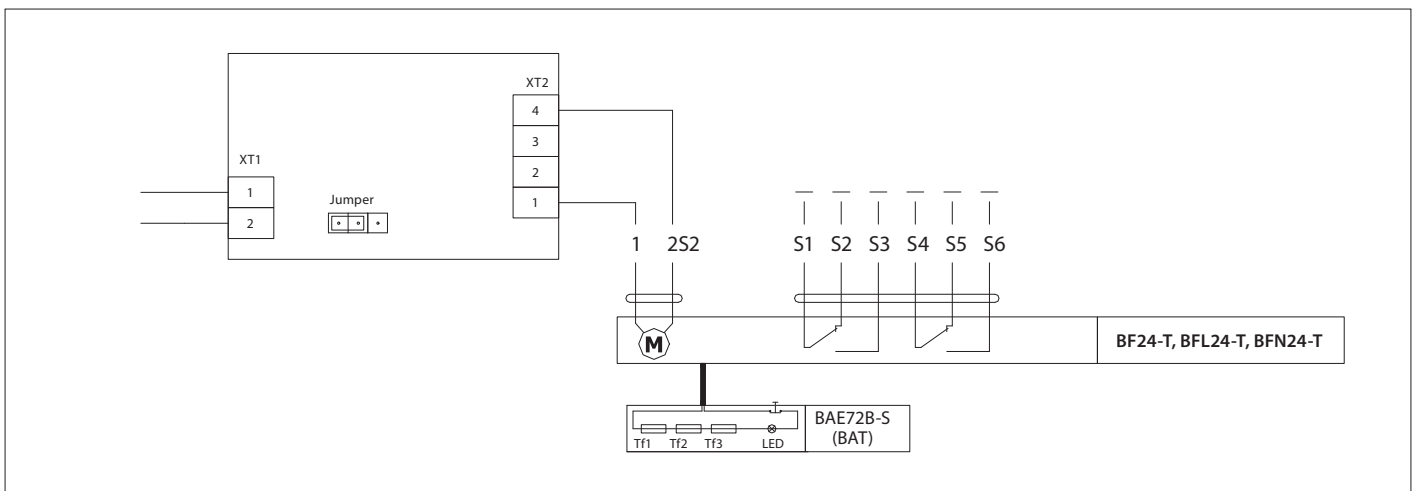 XT2
4
3
2
1
XT1
1
2
Jumper
1 2S2 S1 S2 S3 S4 S5 S6
M
BF24-T, BFL24-T, BFN24-T
BAE72B-S
(BAT)
Tf1 Tf2 Tf3 LED